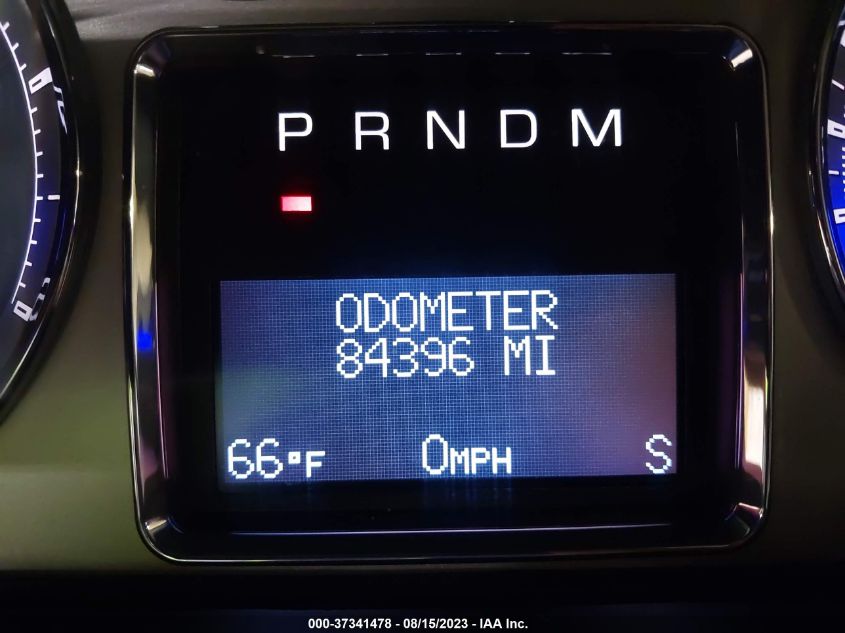 P R N D M
ODOMETER
84396 MI
66°F 0MPH S
000-37341478 - 08/15/2023 - IAA Inc.